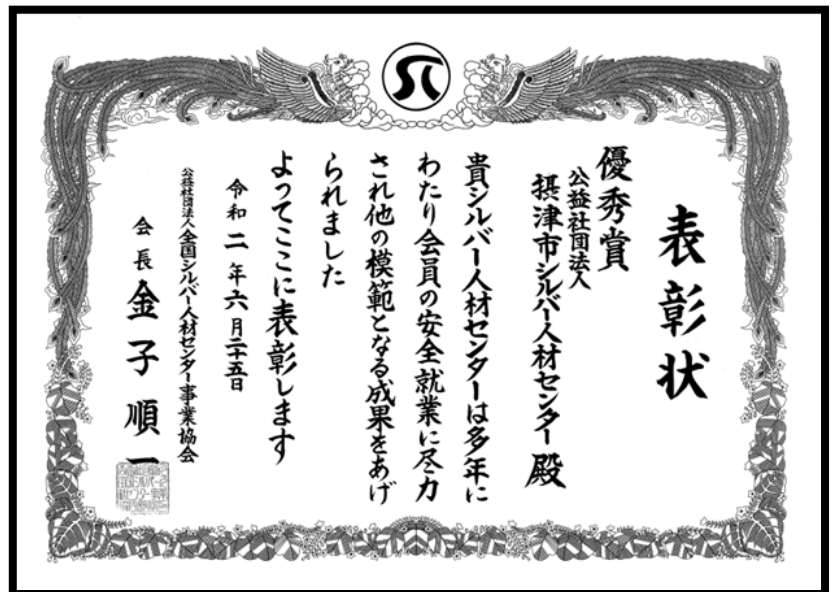 表彰状
優秀賞
公益社団法人
摂津市シルバー人材センター殿
貴シルバー人材センターは多年に
わたり会員の安全就業に尽力
され他の模範となる成果をあげ
られました
よってここに表彰します
令和二年六月二十五日
公益社団法人全国シルバー人材センター事業協会
会長 金子順一